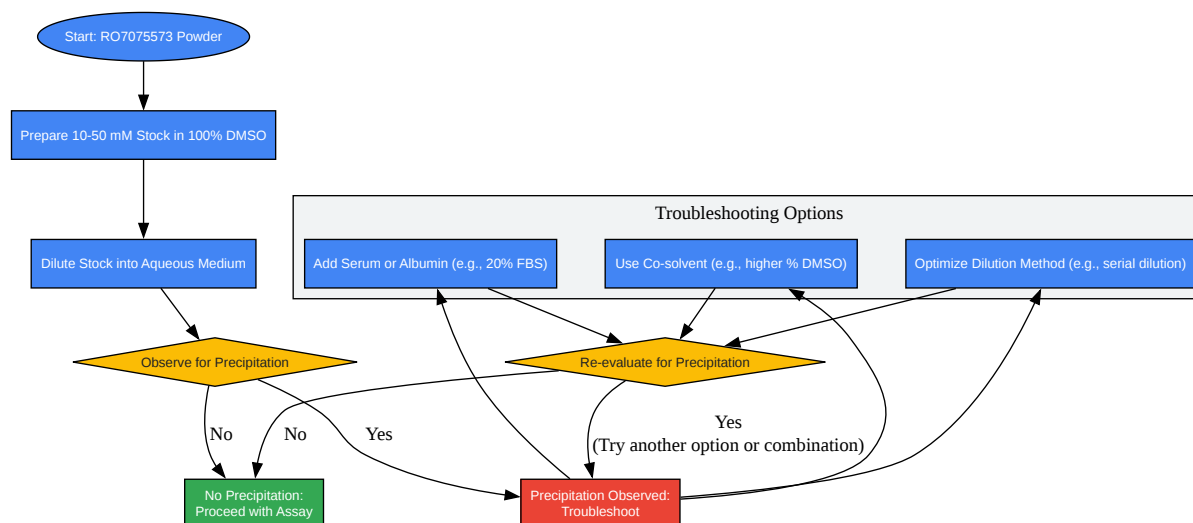 Start: RO7075573 Powder
Prepare 10-50 mM Stock in 100% DMSO
Troubleshooting Options
Dilute Stock into Aqueous Medium
Add Serum or Albumin (e.g., 20% FBS)
Use Co-solvent (e.g., higher % DMSO)
Optimize Dilution Method (e.g., serial dilution)
Observe for Precipitation
Re-evaluate for Precipitation
No
No
Yes
Yes
(Try another option or combination)
No Precipitation:
Proceed with Assay
Precipitation Observed:
Troubleshoot